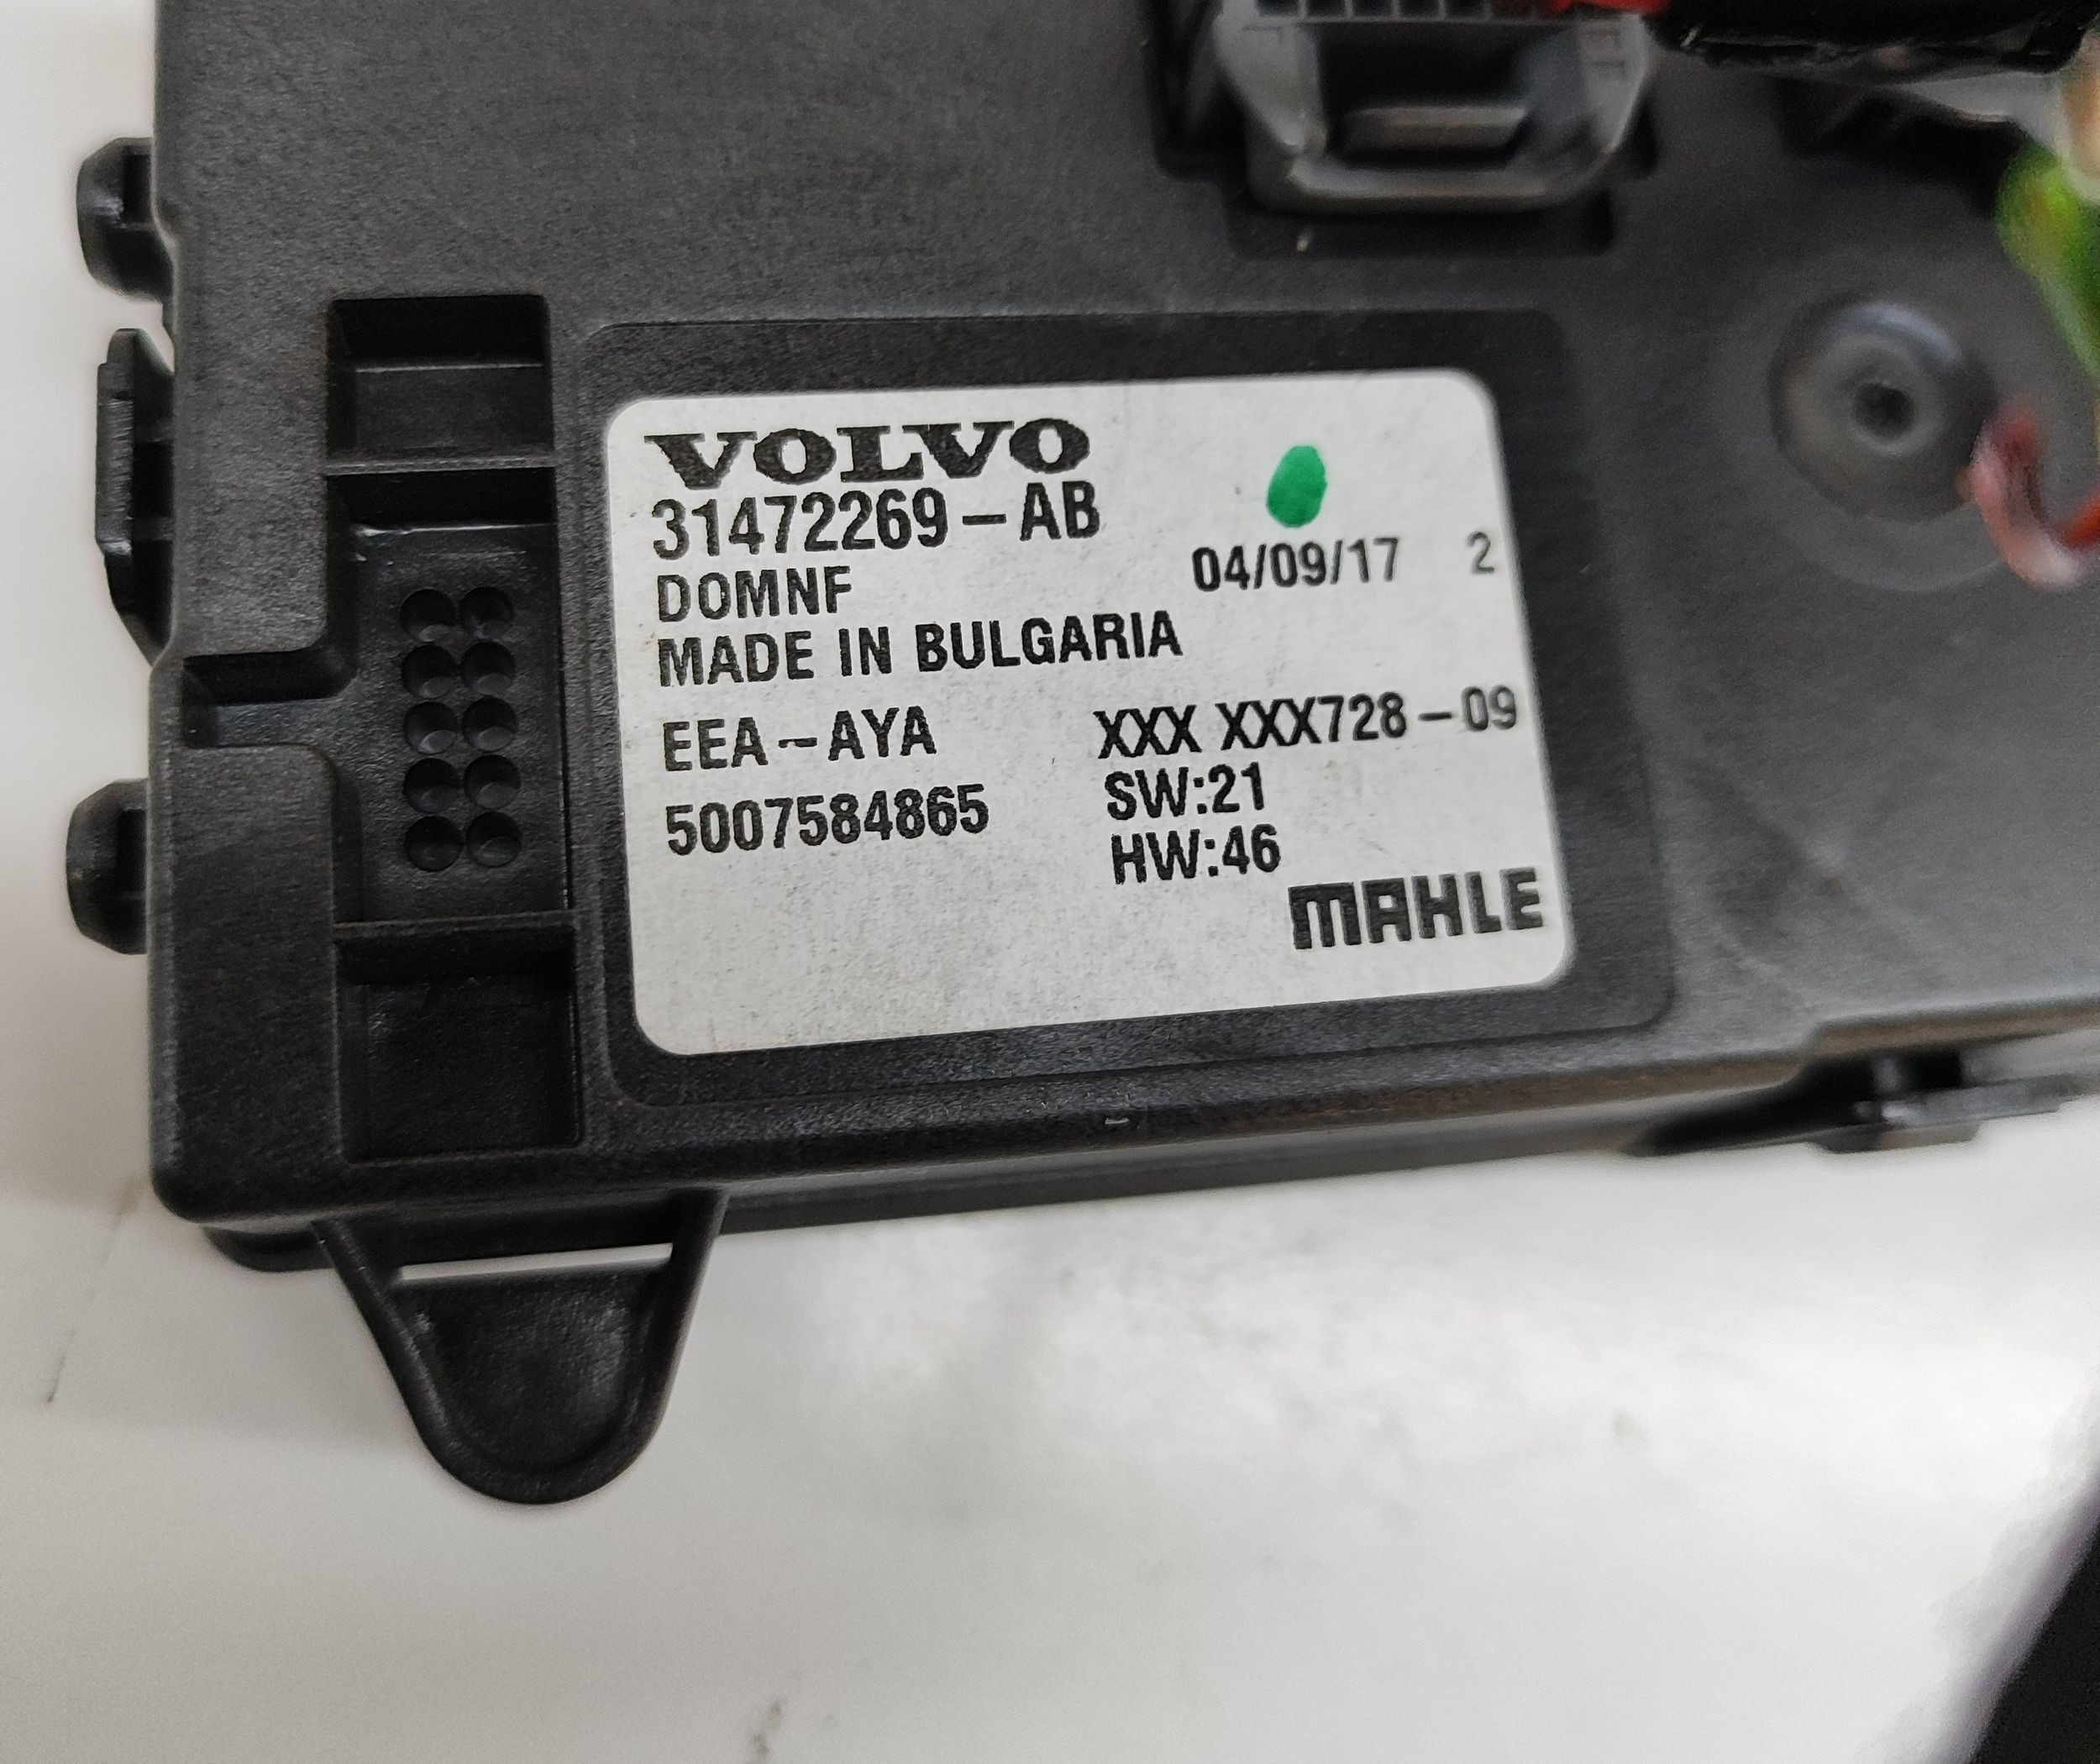 VOLVO
31472269-AB
DOMNF 04/09/17 2
MADE IN BULGARIA
EEA-AYA XXX XXX728-09
5007584865 SW:21
HW:46
MAHLE